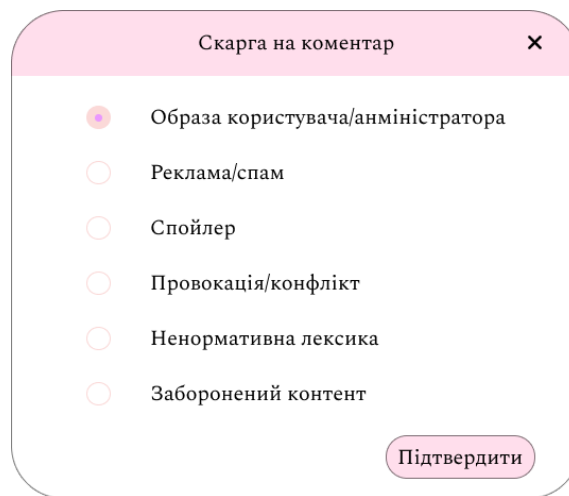 Скарга на коментар
Образа користувача/анміністратора
Реклама/спам
Спойлер
Провокація/конфлікт
Ненормативна лексика
Заборонений контент
Підтвердити